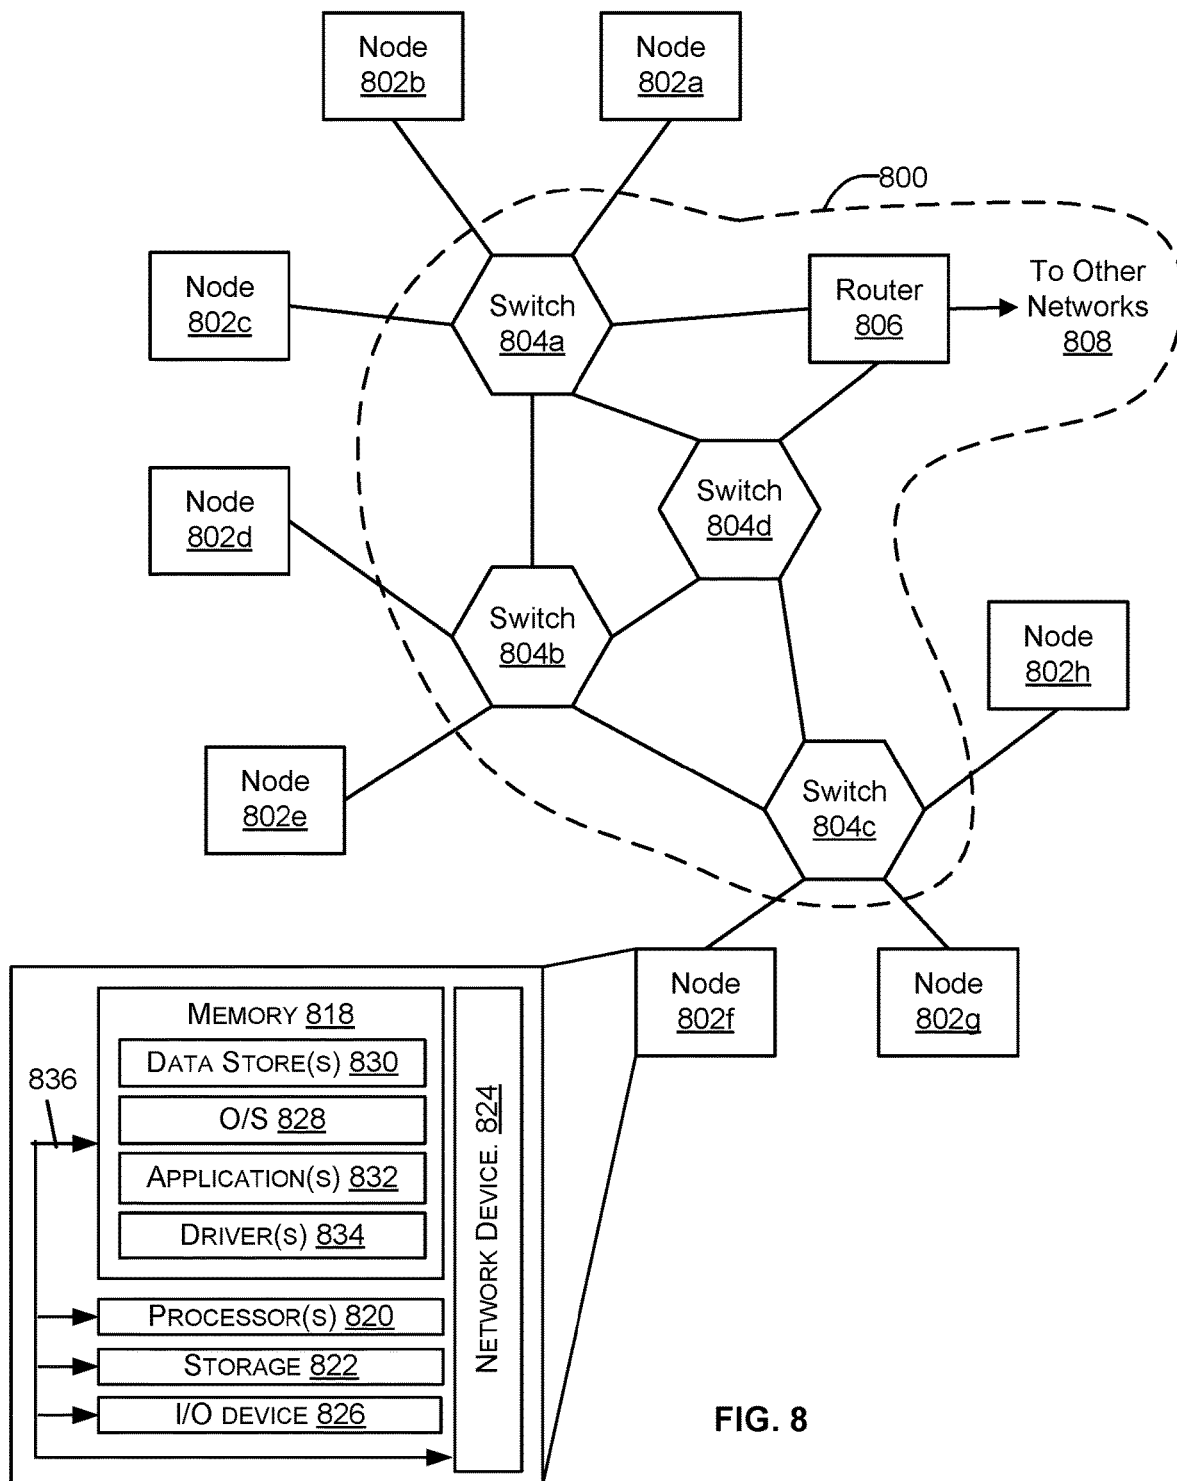 Node
802b
Node
802a
800
Node
802c
Switch
804a
Router
806
To Other
Networks
808
Node
802d
Switch
804d
Switch
804b
Node
802h
Node
802e
Switch
804c
Node
802f
Node
802g
MEMORY 818
DATA STORE(S) 830
836
O/S 828
APPLICATION(S) 832
DRIVER(S) 834
NETWORK DEVICE. 824
PROCESSOR(S) 820
STORAGE 822
I/O DEVICE 826
FIG. 8